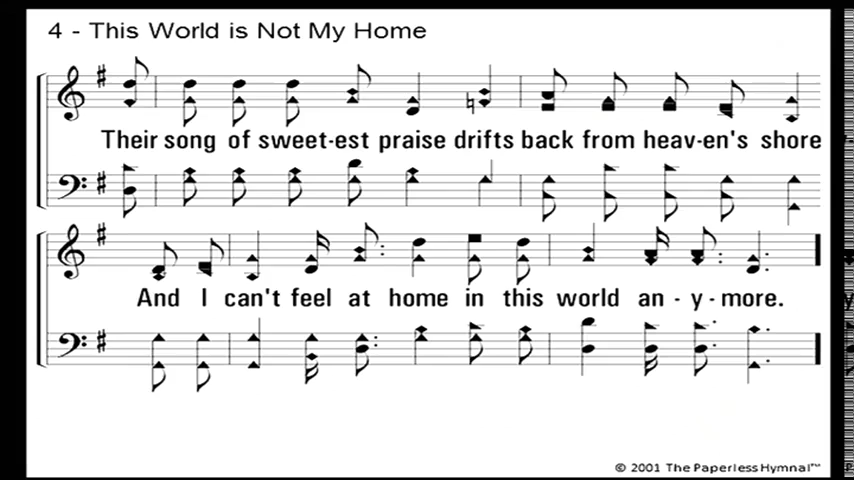 4 - This World is Not My Home
Their song of sweet-est praise drifts back from heav-en's shore
And I can't feel at home in this world an - y - more.
© 2001 The Paperless Hymnal™